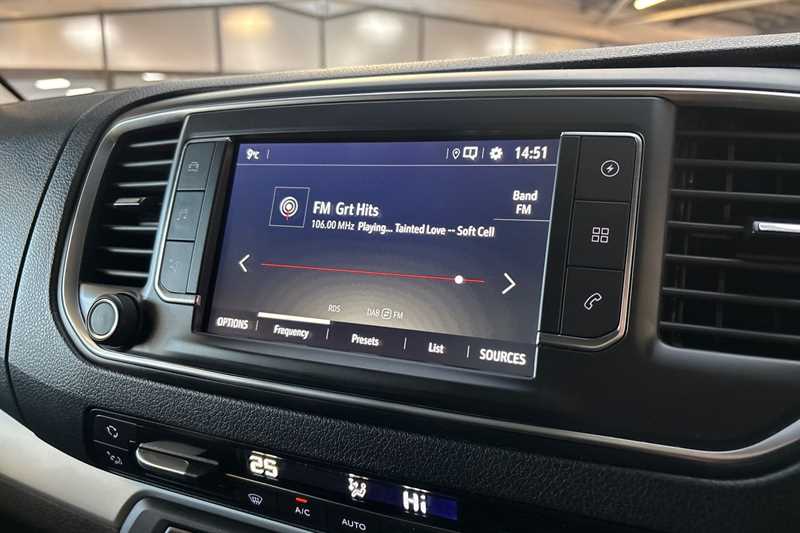 9°C
14:51
FM Grt Hits
106.00 MHz Playing... Tainted Love -- Soft Cell
Band
FM
RDS
DAB FM
OPTIONS
Frequency
Presets
List
SOURCES
25
Hi
A/C
AUTO